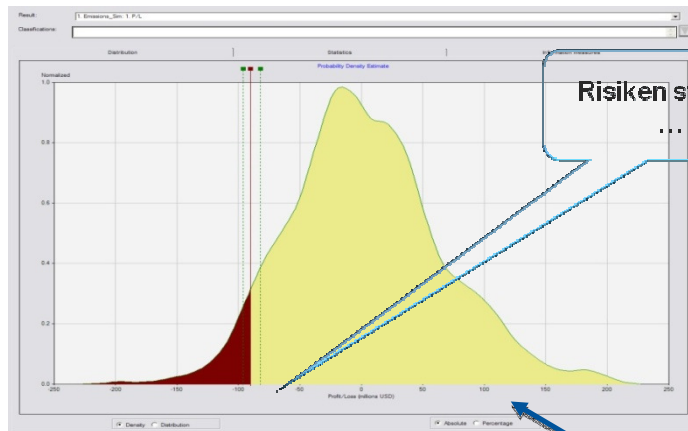 Result:
1. Emissions_Sim: 1. P/L
Classifications:
Distribution
Statistics
Information Measures
Probability Density Estimate
Normalized
Risiken
...
1.0
0.8
0.6
0.4
0.2
0.0
-250 -200 -150 -100 -50 0 50 100 150 200 250
Profit/Loss (millions USD)
Density Distribution
Absolute Percentage